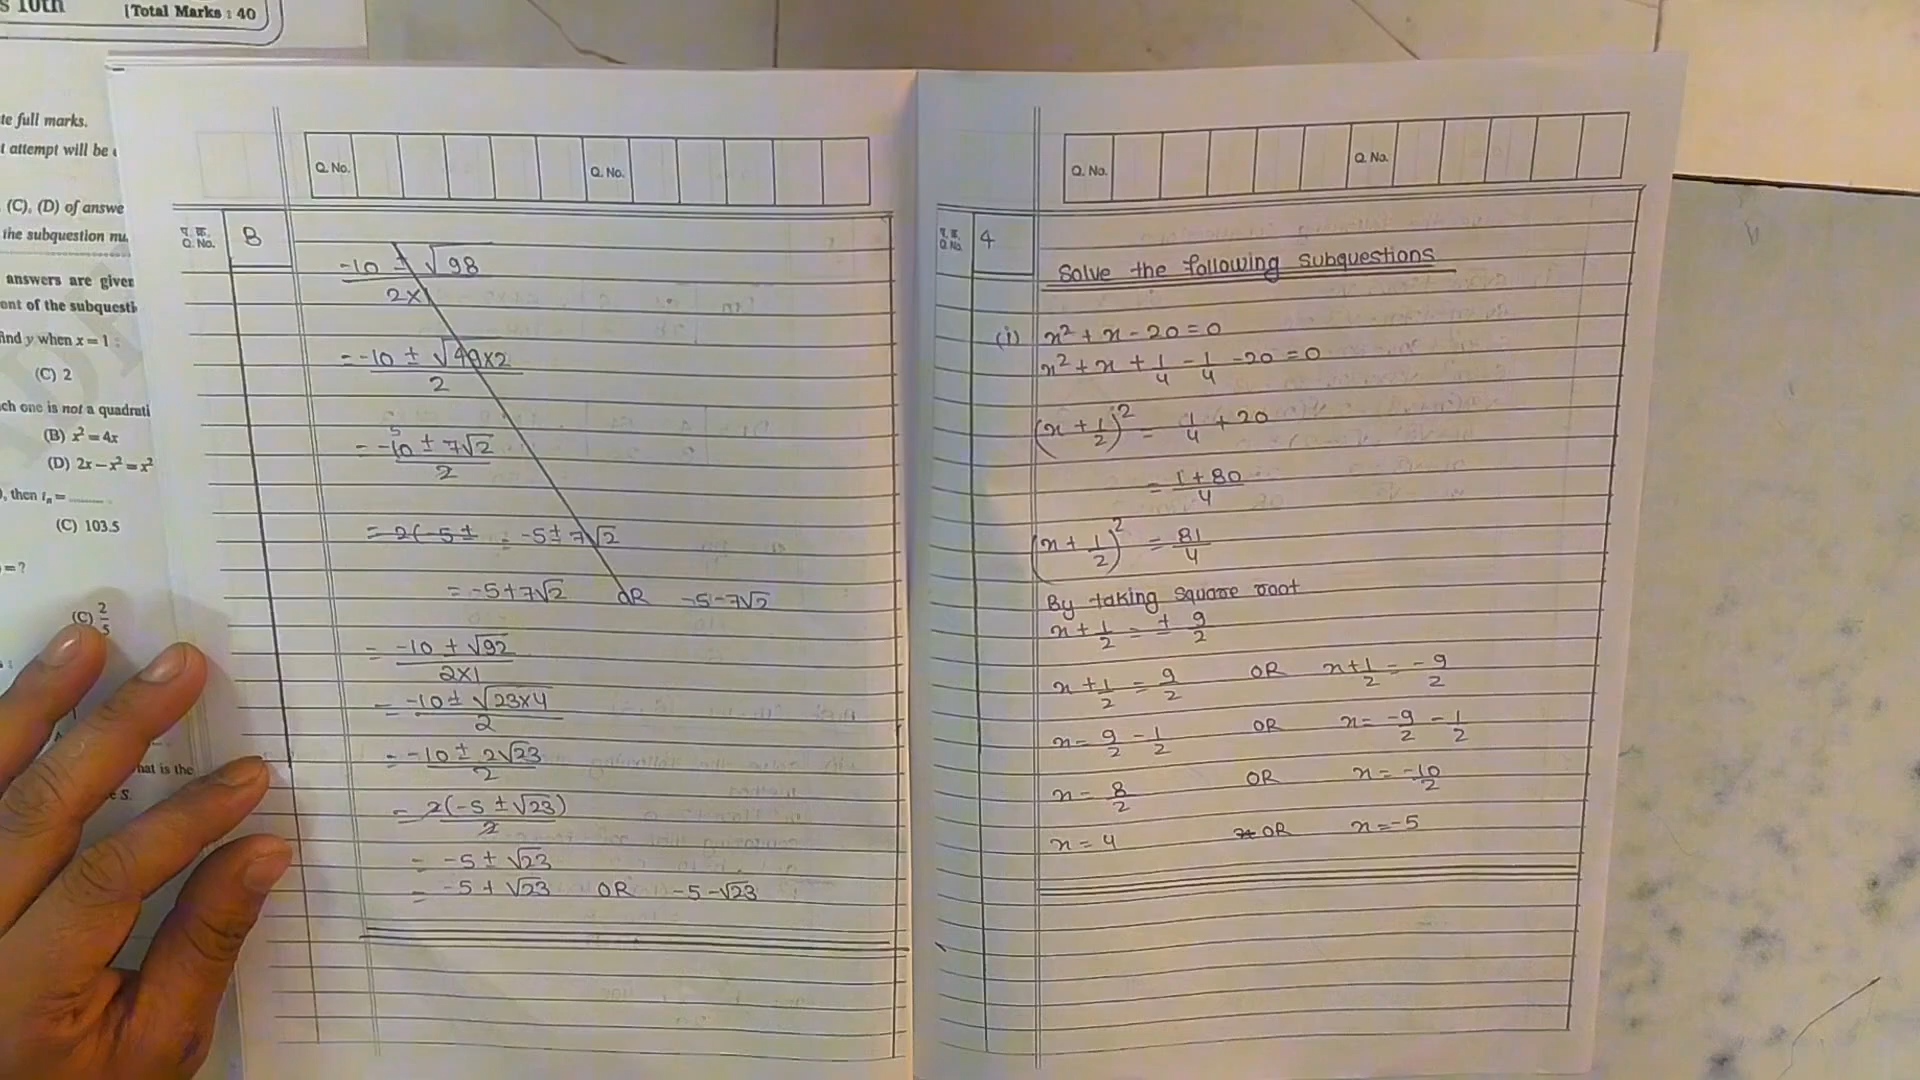 s 10th
[Total Marks : 40
te full marks.
t attempt will be
(C), (D) of answe
the subquestion nu
answers are given
ent of the subquesti
find y when x = 1 :
(C) 2
ch one is not a quadrati
(B) x² = 4x
(D) 2x – x² = x²
, then tₙ = ........
(C) 103.5
= ?
(C) 2/5
hat is the
e S.
Q. No.
Q. No.
प्र. क्र.
Q. No.
B
-10 ± √98 / 2×1
= -10 ± √49×2 / 2
5
= -10 ± 7√2 / 2
= 2(-5 ± = -5 ± 7√2
= -5+7√2 OR -5-7√2
= -10 ± √92 / 2×1
= -10 ± √23×4 / 2
= -10 ± 2√23 / 2
= 2(-5 ± √23) / 2
= -5 ± √23
= -5 + √23 OR -5 -√23
Q. No.
Q. No.
प्र. क्र.
Q. No.
4
Solve the following subquestions
(i) x² + x - 20 = 0
x² + x + 1/4 - 1/4 - 20 = 0
(x + 1/2)² = 1/4 + 20
= 1 + 80 / 4
(x + 1/2)² = 81/4
By taking square root
x + 1/2 = ± 9/2
x + 1/2 = 9/2 OR x + 1/2 = -9/2
x = 9/2 - 1/2 OR x = -9/2 - 1/2
x = 8/2 OR x = -10/2
x = 4 OR x = -5